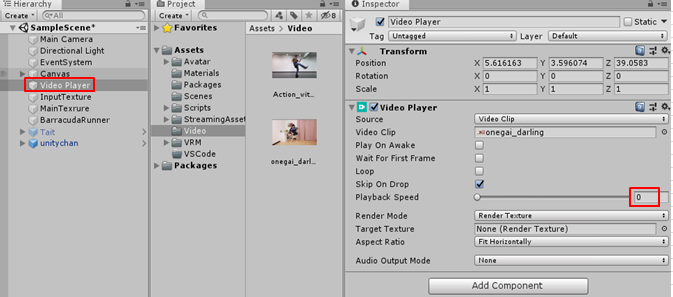 Hierarchy
Create
All
SampleScene*
Main Camera
Directional Light
EventSystem
Canvas
Video Player
InputTexture
MainTexrure
BarracudaRunner
Tait
unitychan
Project
Create
8
Favorites
Assets
Avatar
Materials
Packages
Scenes
Scripts
StreamingAsset
Video
VRM
VSCode
Packages
Assets > Video
Action_wit...
onegai_darl...
Inspector
Video Player
Static
Tag Untagged Layer Default
Transform
Position X 5.616163 Y 3.596074 Z 39.0583
Rotation X 0 Y 0 Z 0
Scale X 1 Y 1 Z 1
Video Player
Source Video Clip
Video Clip onegai_darling
Play On Awake
Wait For First Frame
Loop
Skip On Drop
Playback Speed 0
Render Mode Render Texture
Target Texture None (Render Texture)
Aspect Ratio Fit Horizontally
Audio Output Mode None
Add Component